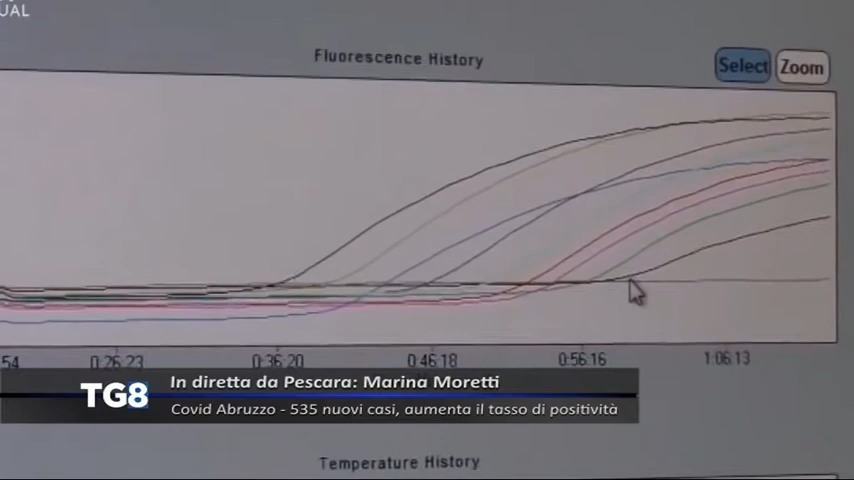 UAL
Fluorescence History
Select Zoom
54 0:26:23 0:36:20 0:46:18 0:56:16 1:06:13
TG8
In diretta da Pescara: Marina Moretti
Covid Abruzzo - 535 nuovi casi, aumenta il tasso di positività
Temperature History